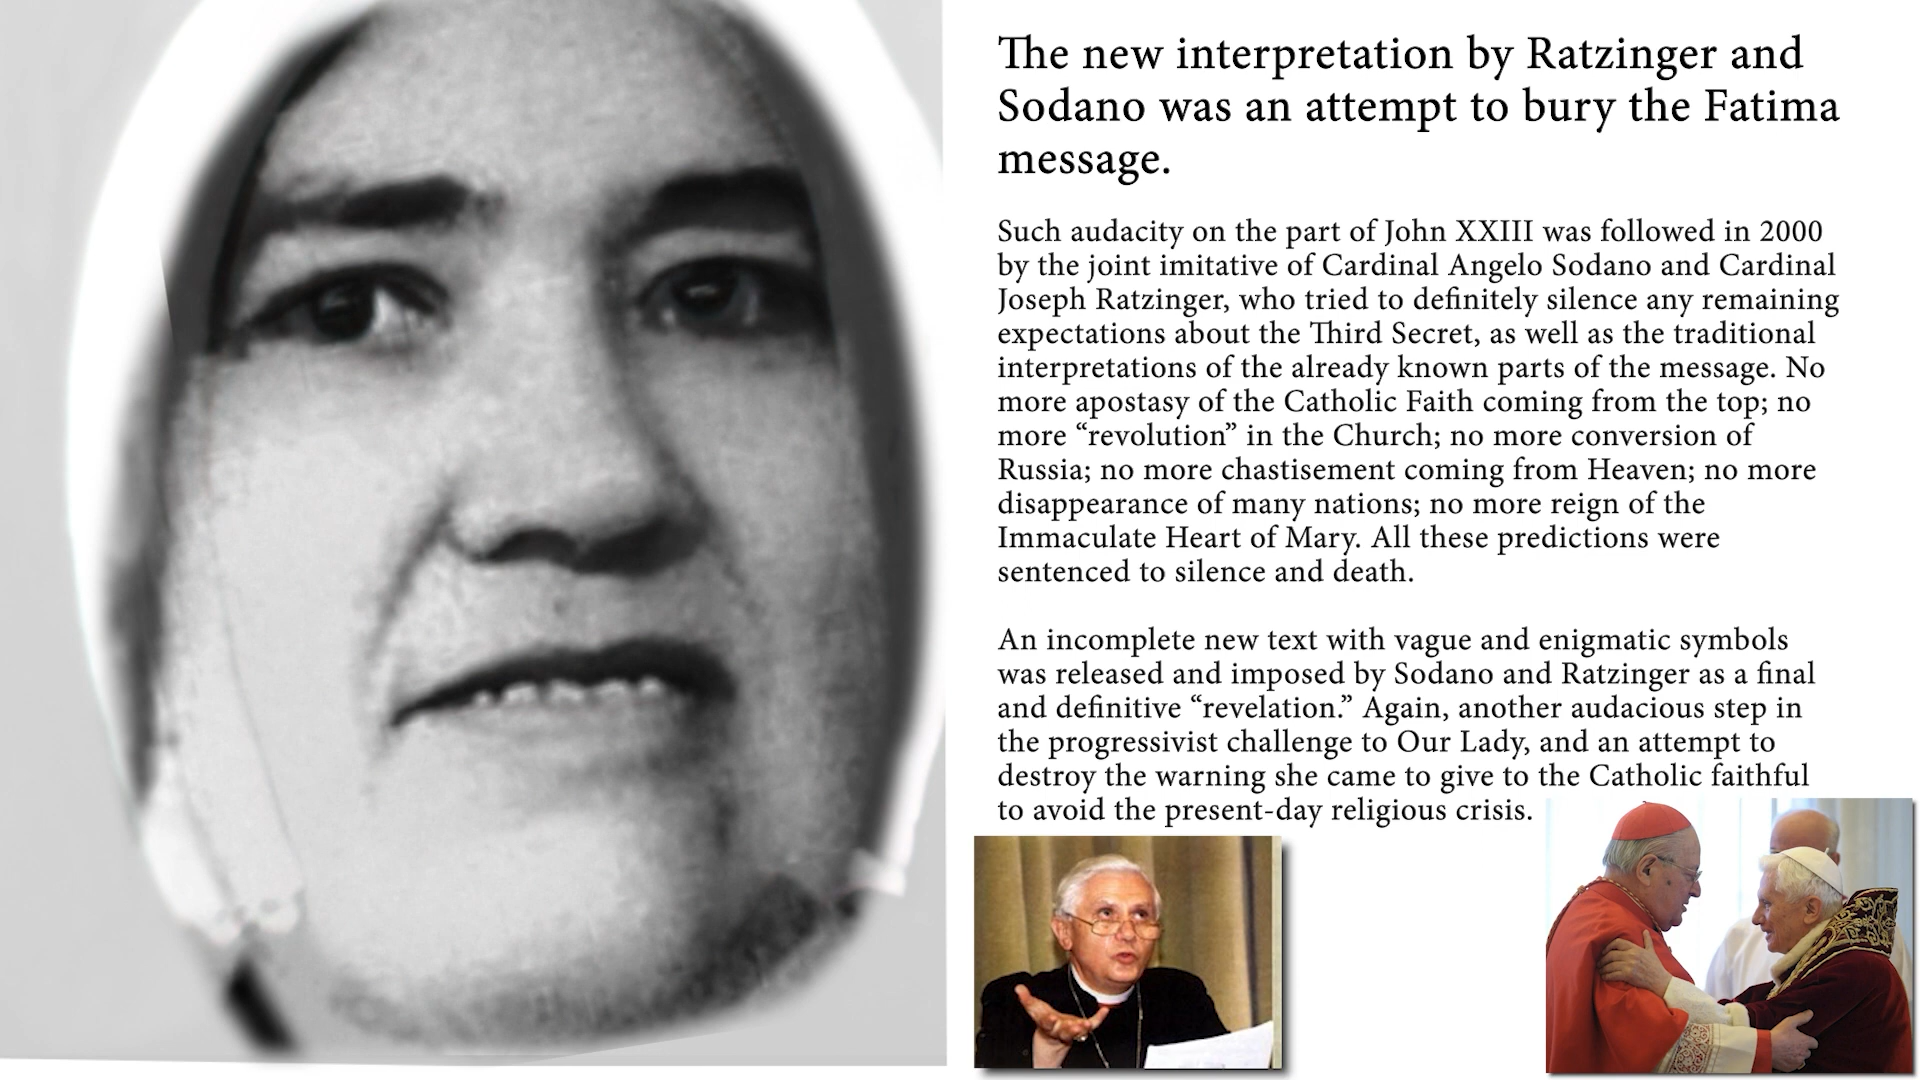 The new interpretation by Ratzinger and
Sodano was an attempt to bury the Fatima
message.
Such audacity on the part of John XXIII was followed in 2000
by the joint imitative of Cardinal Angelo Sodano and Cardinal
Joseph Ratzinger, who tried to definitely silence any remaining
expectations about the Third Secret, as well as the traditional
interpretations of the already known parts of the message. No
more apostasy of the Catholic Faith coming from the top; no
more “revolution” in the Church; no more conversion of
Russia; no more chastisement coming from Heaven; no more
disappearance of many nations; no more reign of the
Immaculate Heart of Mary. All these predictions were
sentenced to silence and death.
An incomplete new text with vague and enigmatic symbols
was released and imposed by Sodano and Ratzinger as a final
and definitive “revelation.” Again, another audacious step in
the progressivist challenge to Our Lady, and an attempt to
destroy the warning she came to give to the Catholic faithful
to avoid the present-day religious crisis.